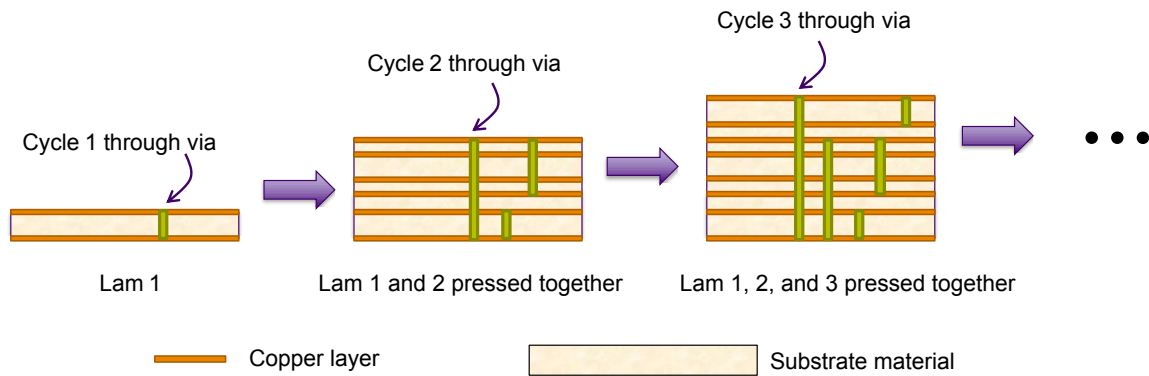 Cycle 3 through via
Cycle 2 through via
Cycle 1 through via
Lam 1
Lam 1 and 2 pressed together
Lam 1, 2, and 3 pressed together
Copper layer
Substrate material